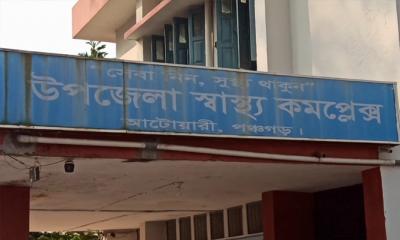 "সেবা নিন, সুস্থ থাকুন"
উপজেলা স্বাস্থ্য কমপ্লেক্স
আটোয়ারী, পঞ্চগড়।